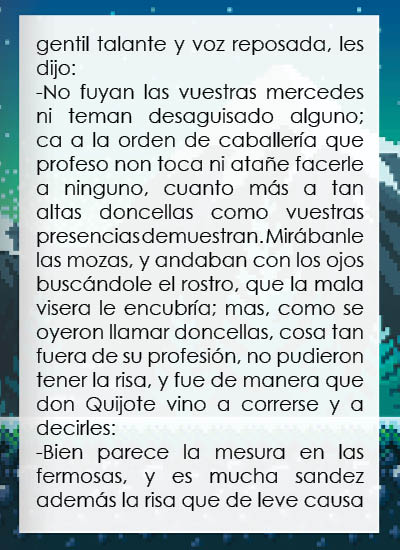 gentil talante y voz reposada, les
dijo:
-No fuyan las vuestras mercedes
ni teman desaguisado alguno;
ca a la orden de caballería que
profeso non toca ni atañe facerle
a ninguno, cuanto más a tan
altas doncellas como vuestras
presencias demuestran. Mirábanle
las mozas, y andaban con los ojos
buscándole el rostro, que la mala
visera le encubría; mas, como se
oyeron llamar doncellas, cosa tan
fuera de su profesión, no pudieron
tener la risa, y fue de manera que
don Quijote vino a correrse y a
decirles:
-Bien parece la mesura en las
fermosas, y es mucha sandez
además la risa que de leve causa